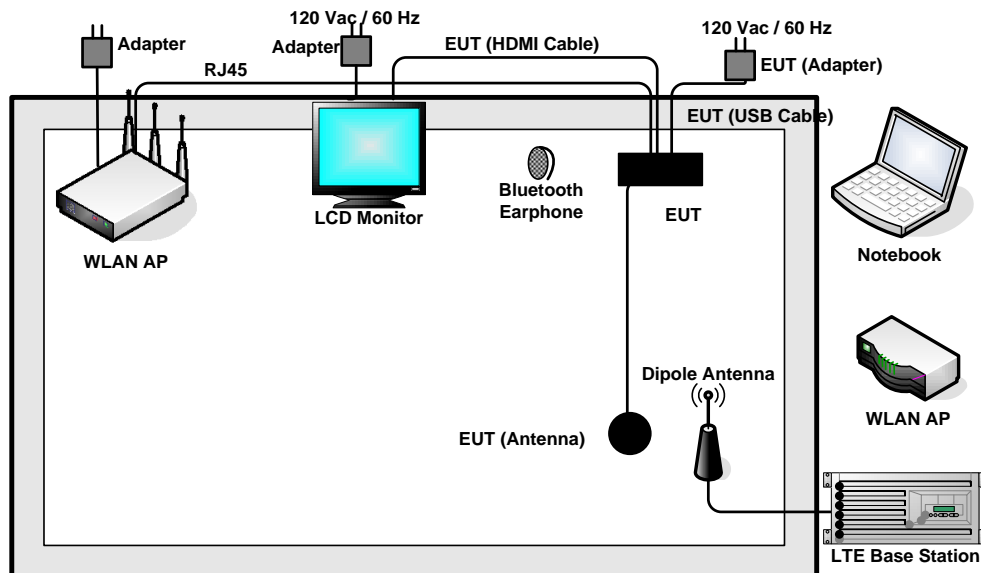 120 Vac / 60 Hz
120 Vac / 60 Hz
Adapter
Adapter
EUT (HDMI Cable)
EUT (Adapter)
RJ45
EUT (USB Cable)
Bluetooth
Earphone
LCD Monitor
EUT
WLAN AP
Notebook
Dipole Antenna
WLAN AP
EUT (Antenna)
LTE Base Station